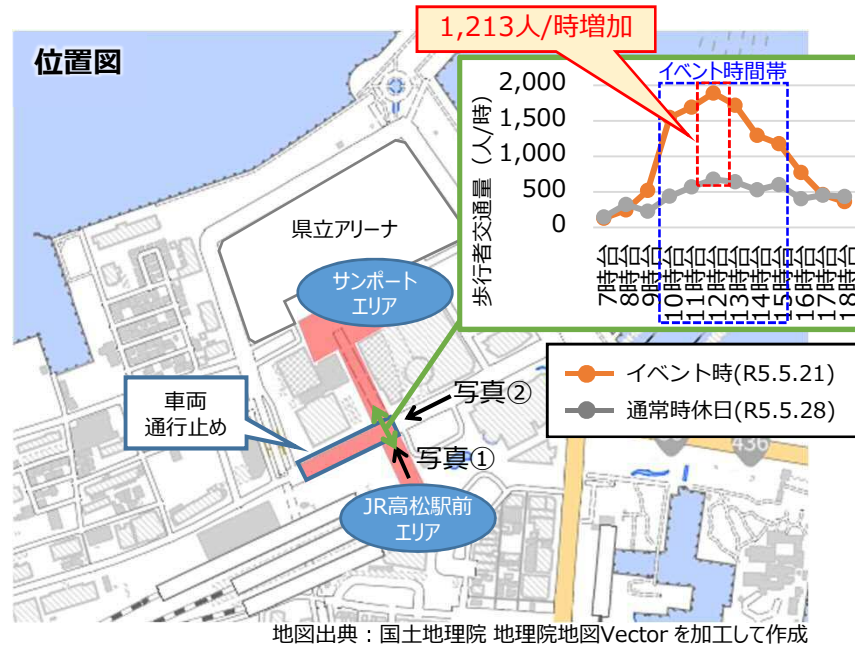 位置図
1,213人/時増加
イベント時間帯
歩行者交通量（人/時）
2,000
1,500
1,000
500
0
7時台
8時台
9時台
10時台
11時台
12時台
13時台
14時台
15時台
16時台
17時台
18時台
イベント時(R5.5.21)
通常時休日(R5.5.28)
県立アリーナ
サンポート
エリア
車両
通行止め
写真②
写真①
JR高松駅前
エリア
436
地図出典：国土地理院 地理院地図Vector を加工して作成